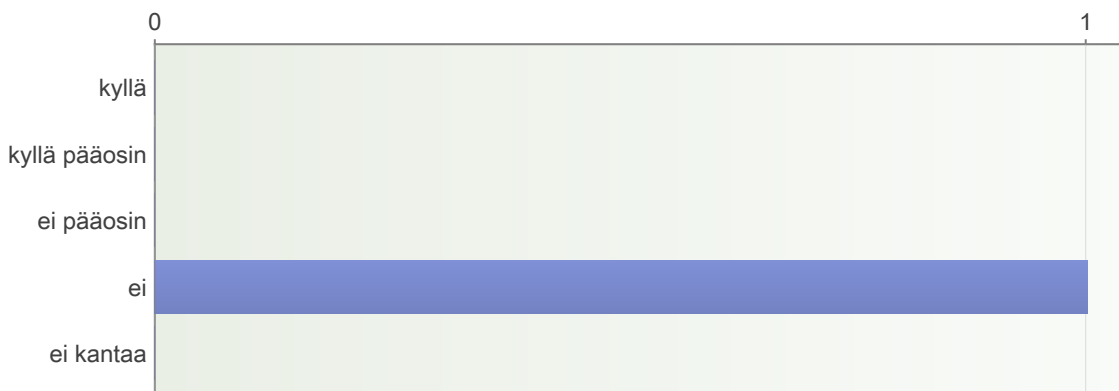 0 1
kyllä
kyllä pääosin
ei pääosin
ei
ei kantaa